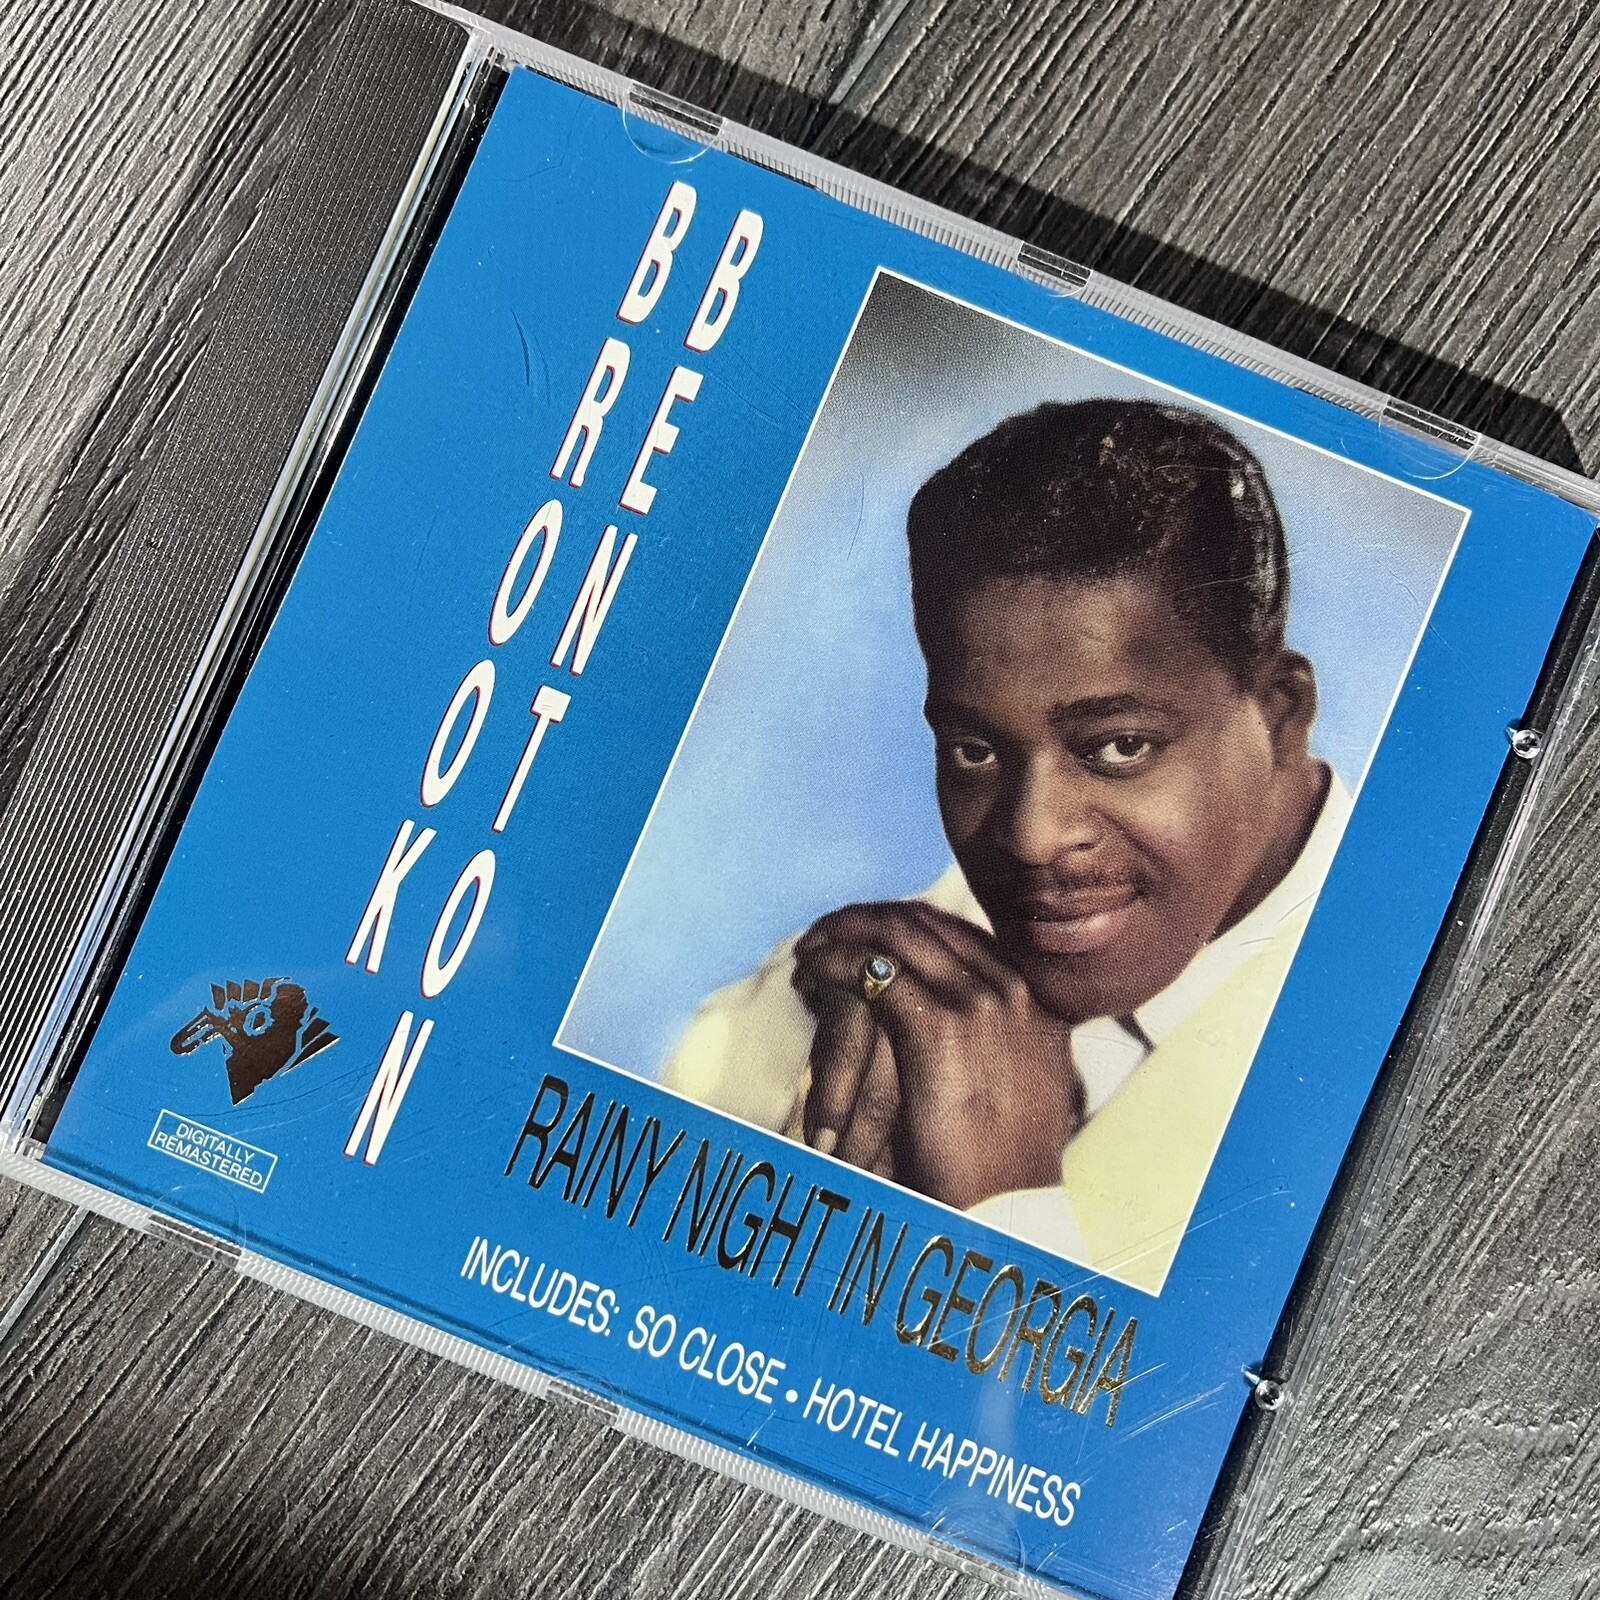 BROOK
BENTON
DIGITALLY
REMASTERED
RAINY NIGHT IN GEORGIA
INCLUDES: SO CLOSE • HOTEL HAPPINESS